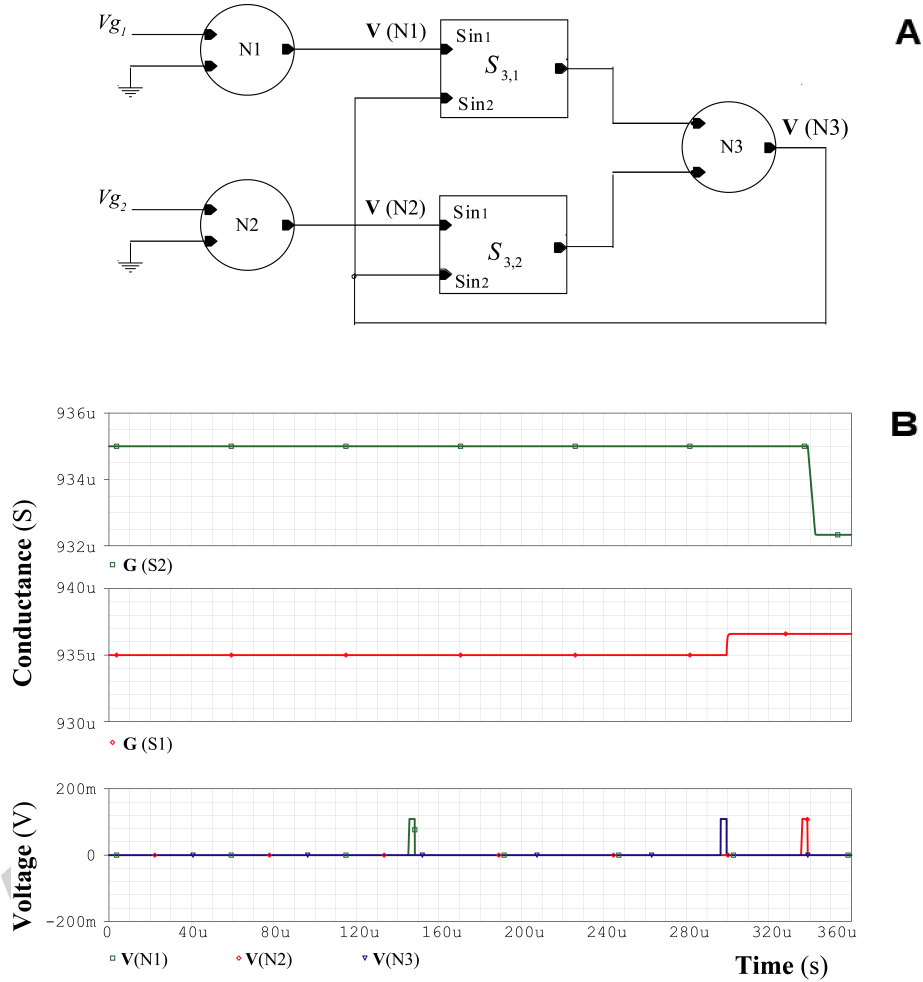 A
Vg1
N1
V (N1)
Sin1
S3,1
Sin2
N3
V (N3)
Vg2
N2
V (N2)
Sin1
S3,2
Sin2
B
Conductance (S)
936u
934u
932u
G (S2)
940u
935u
930u
G (S1)
Voltage (V)
200m
0
-200m
0 40u 80u 120u 160u 200u 240u 280u 320u 360u
V(N1) V(N2) V(N3)
Time (s)